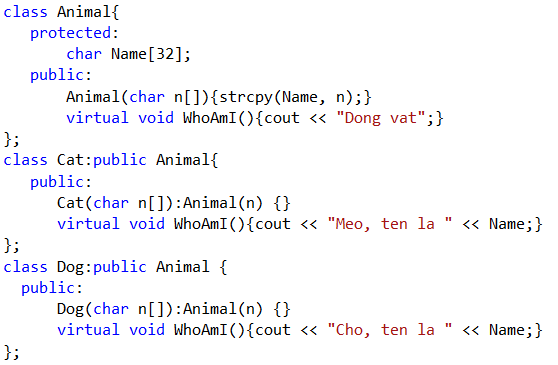 class Animal{
   protected:
       char Name[32];
   public:
       Animal(char n[]){strcpy(Name, n);}
       virtual void WhoAmI(){cout << "Dong vat";}
};
class Cat:public Animal{
   public:
      Cat(char n[]):Animal(n) {}
      virtual void WhoAmI(){cout << "Meo, ten la " << Name;}
};
class Dog:public Animal {
  public:
      Dog(char n[]):Animal(n) {}
      virtual void WhoAmI(){cout << "Cho, ten la " << Name;}
};